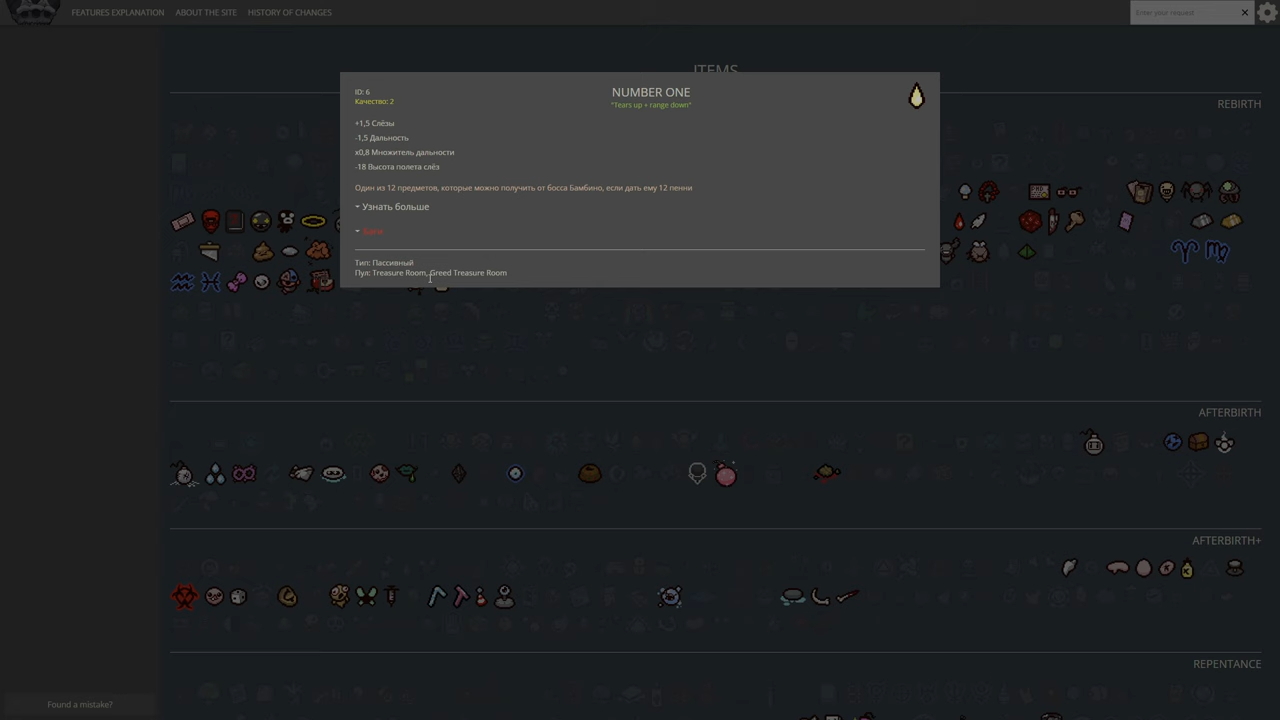 FEATURES EXPLANATION
ABOUT THE SITE
HISTORY OF CHANGES
Enter your request
ITEMS
ID: 6
Качество: 2
NUMBER ONE
"Tears up + range down"
+1,5 Слёзы
-1,5 Дальность
x0,8 Множитель дальности
-18 Высота полета слёз
Один из 12 предметов, которые можно получить от босса Бамбино, если дать ему 12 пенни
Узнать больше
Баги
Тип: Пассивный
Пул: Treasure Room, Greed Treasure Room
REBIRTH
AFTERBIRTH
AFTERBIRTH+
REPENTANCE
Found a mistake?